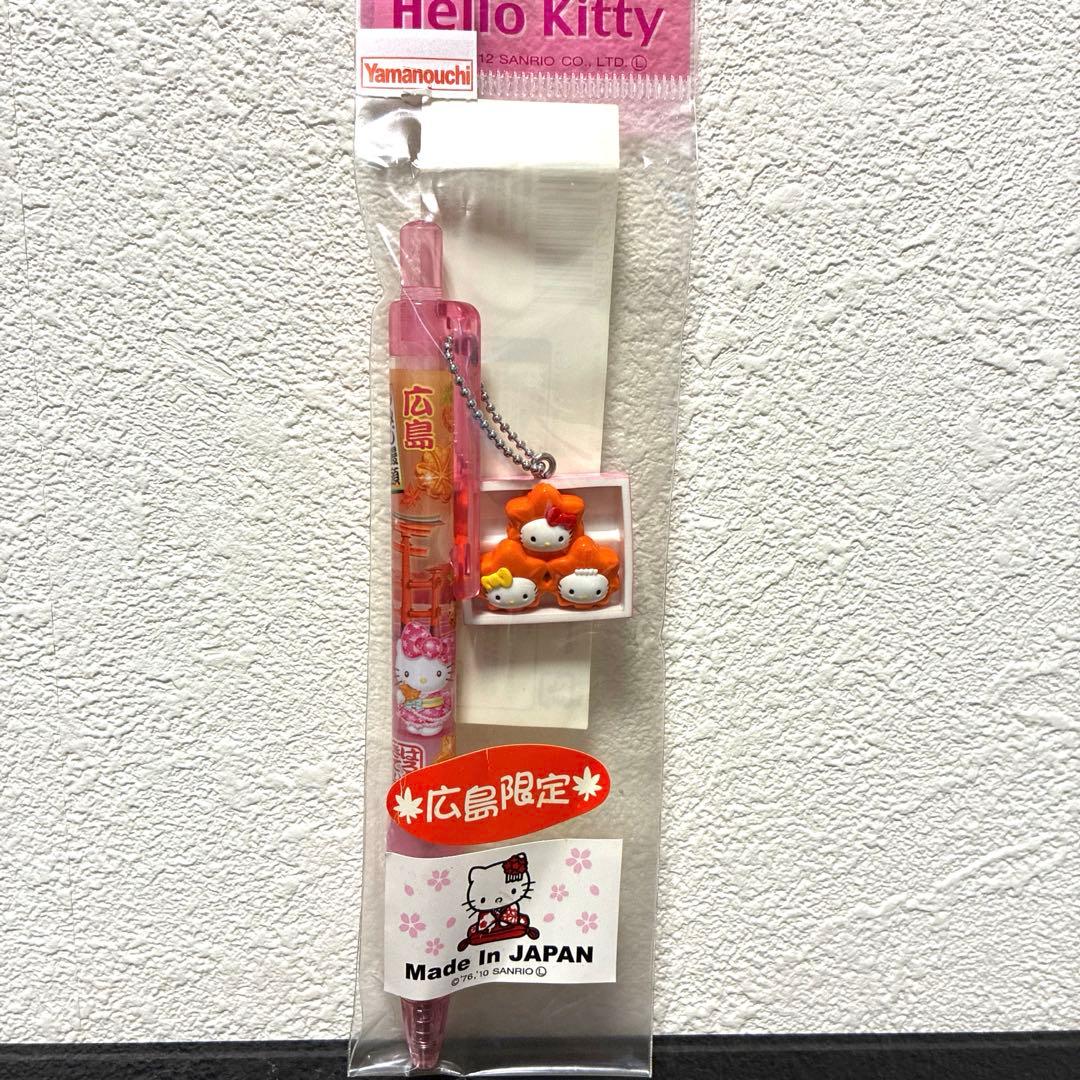 Hello Kitty
12 SANRIO CO., LTD. Ⓛ
Yamanouchi
広島
広島限定
Made In JAPAN
©'76,'10 SANRIO Ⓛ